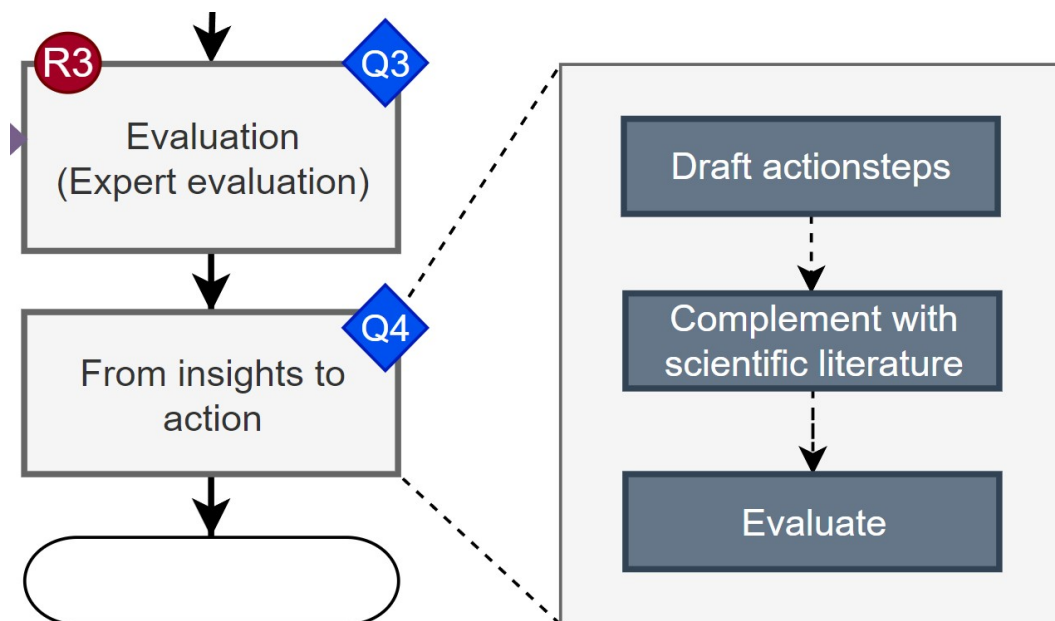 R3
Q3
Evaluation
(Expert evaluation)
Q4
From insights to
action
Draft actionsteps
Complement with
scientific literature
Evaluate